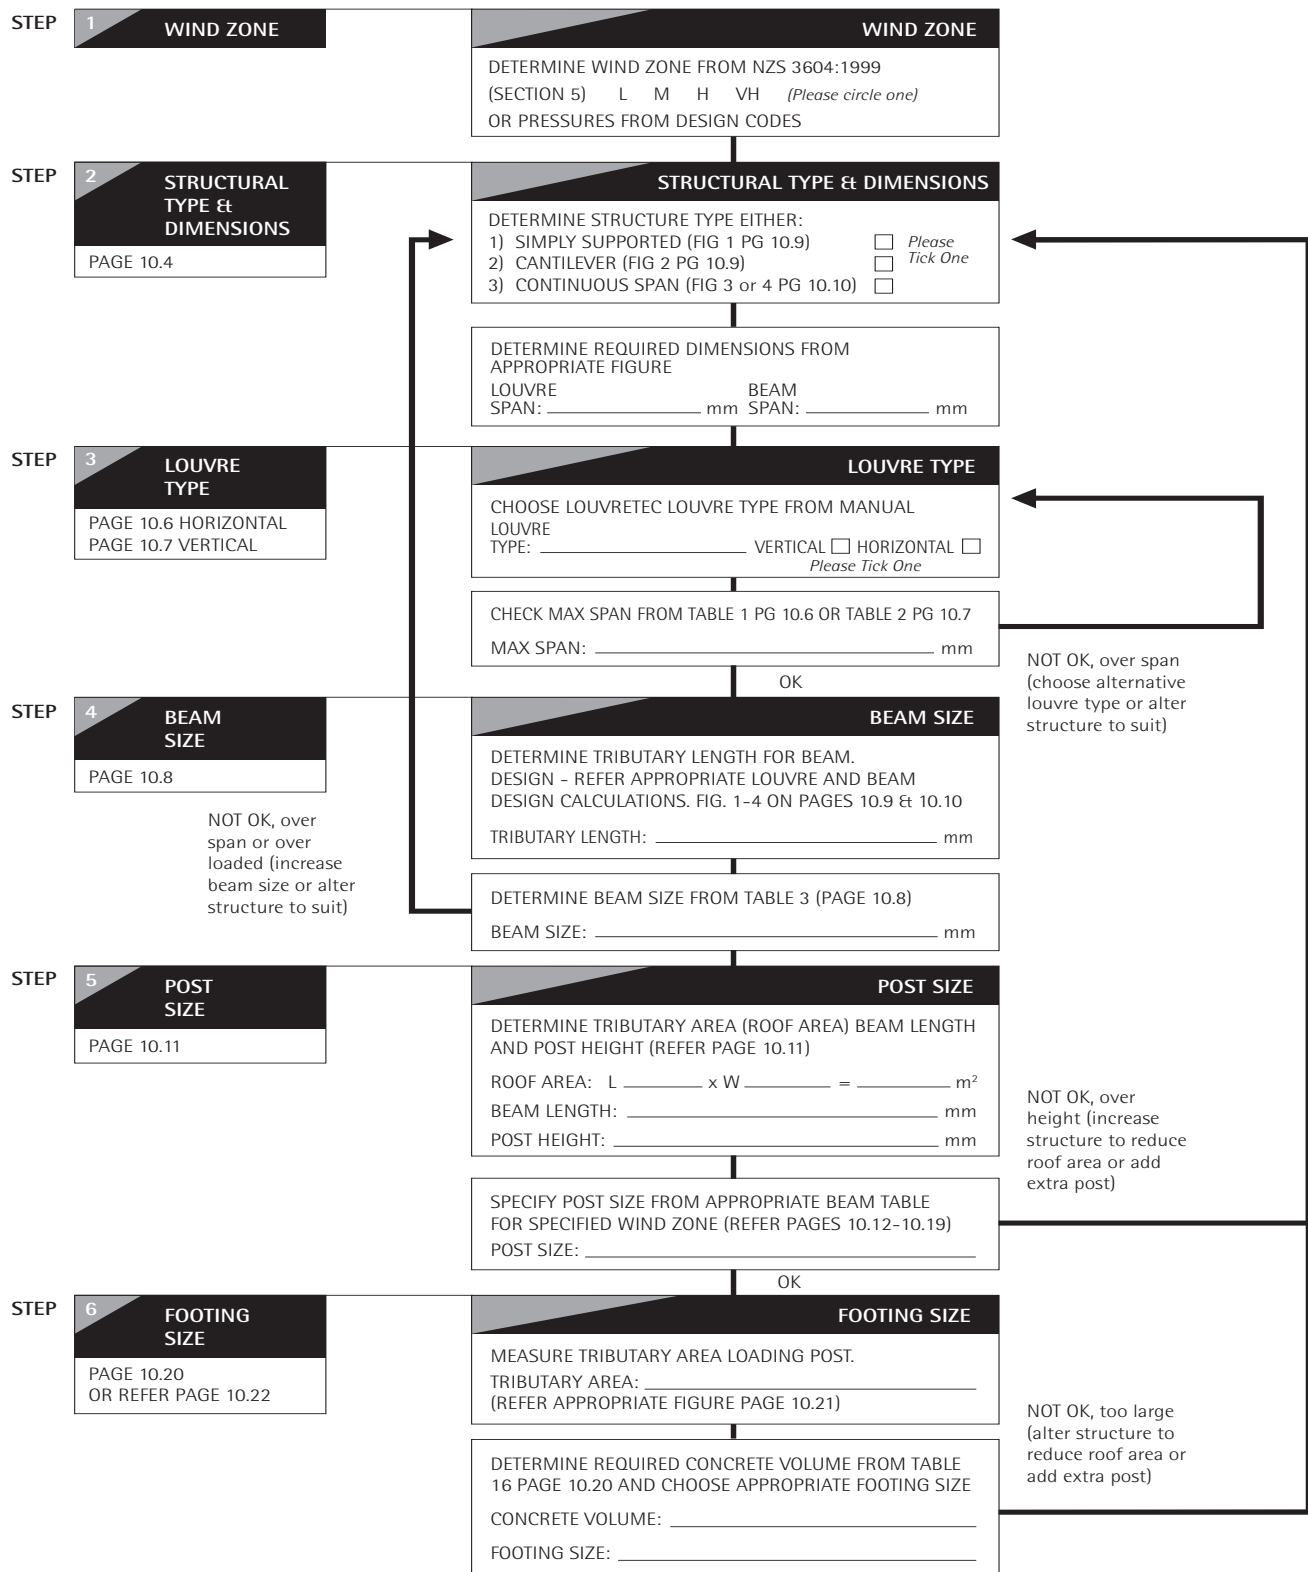 STEP 1 WIND ZONE
WIND ZONE
DETERMINE WIND ZONE FROM NZS 3604:1999
(SECTION 5) L M H VH (Please circle one)
OR PRESSURES FROM DESIGN CODES
STEP 2 STRUCTURAL
TYPE &
DIMENSIONS
PAGE 10.4
STRUCTURAL TYPE & DIMENSIONS
DETERMINE STRUCTURE TYPE EITHER:
1) SIMPLY SUPPORTED (FIG 1 PG 10.9)
2) CANTILEVER (FIG 2 PG 10.9)
3) CONTINUOUS SPAN (FIG 3 or 4 PG 10.10)
Please
Tick One
DETERMINE REQUIRED DIMENSIONS FROM
APPROPRIATE FIGURE
LOUVRE BEAM
SPAN: mm SPAN: mm
STEP 3 LOUVRE
TYPE
PAGE 10.6 HORIZONTAL
PAGE 10.7 VERTICAL
LOUVRE TYPE
CHOOSE LOUVRETEC LOUVRE TYPE FROM MANUAL
LOUVRE
TYPE: VERTICAL HORIZONTAL
Please Tick One
CHECK MAX SPAN FROM TABLE 1 PG 10.6 OR TABLE 2 PG 10.7
MAX SPAN: mm
OK
NOT OK, over span
(choose alternative
louvre type or alter
structure to suit)
STEP 4 BEAM
SIZE
PAGE 10.8
NOT OK, over
span or over
loaded (increase
beam size or alter
structure to suit)
BEAM SIZE
DETERMINE TRIBUTARY LENGTH FOR BEAM.
DESIGN - REFER APPROPRIATE LOUVRE AND BEAM
DESIGN CALCULATIONS. FIG. 1-4 ON PAGES 10.9 & 10.10
TRIBUTARY LENGTH: mm
DETERMINE BEAM SIZE FROM TABLE 3 (PAGE 10.8)
BEAM SIZE: mm
STEP 5 POST
SIZE
PAGE 10.11
POST SIZE
DETERMINE TRIBUTARY AREA (ROOF AREA) BEAM LENGTH
AND POST HEIGHT (REFER PAGE 10.11)
ROOF AREA: L x W = m²
BEAM LENGTH: mm
POST HEIGHT: mm
NOT OK, over
height (increase
structure to reduce
roof area or add
extra post)
SPECIFY POST SIZE FROM APPROPRIATE BEAM TABLE
FOR SPECIFIED WIND ZONE (REFER PAGES 10.12-10.19)
POST SIZE:
OK
STEP 6 FOOTING
SIZE
PAGE 10.20
OR REFER PAGE 10.22
FOOTING SIZE
MEASURE TRIBUTARY AREA LOADING POST.
TRIBUTARY AREA:
(REFER APPROPRIATE FIGURE PAGE 10.21)
NOT OK, too large
(alter structure to
reduce roof area or
add extra post)
DETERMINE REQUIRED CONCRETE VOLUME FROM TABLE
16 PAGE 10.20 AND CHOOSE APPROPRIATE FOOTING SIZE
CONCRETE VOLUME:
FOOTING SIZE: